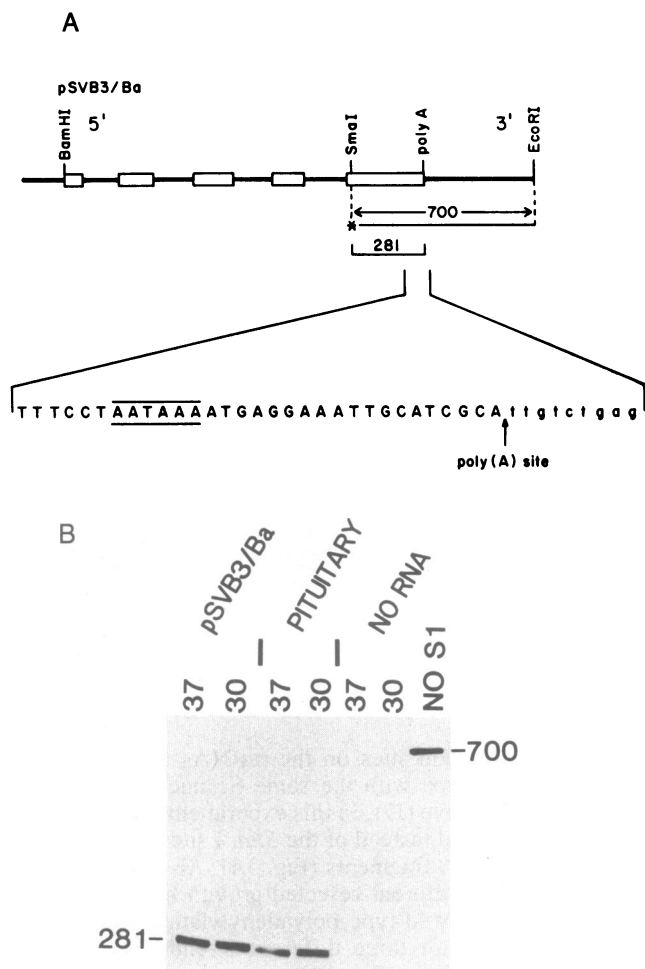 A
pSVB3/Ba
BamHI
5'
SmaI
poly A
3'
EcoRI
700
*
281
TTTCCTAATAAAATGAGGAAATTGCATCGCAttgtctgag
poly(A) site
B
pSVB3/Ba
PITUITARY
NO RNA
37
30
37
30
37
30
NO S1
-700
281-